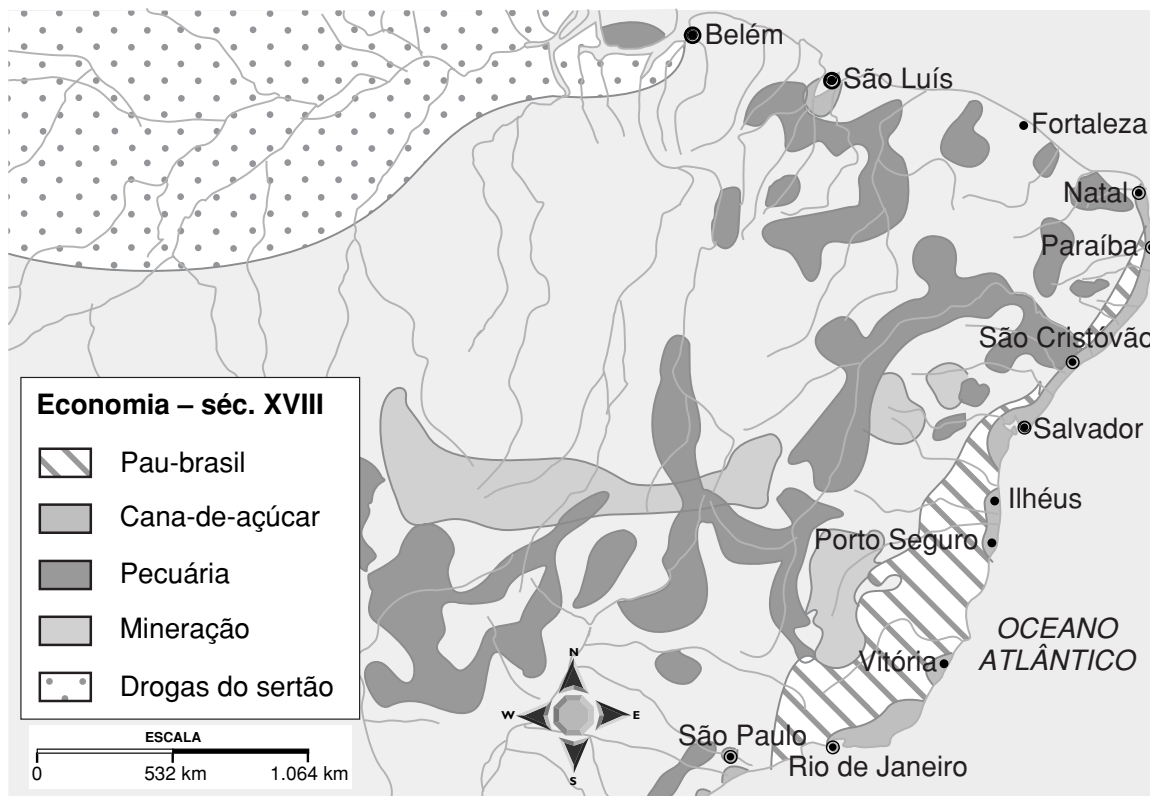 Belém
São Luís
Fortaleza
Natal
Paraíba
São Cristóvão
Salvador
Ilhéus
Porto Seguro
OCEANO
ATLÂNTICO
Vitória
São Paulo
Rio de Janeiro
Economia – séc. XVIII
Pau-brasil
Cana-de-açúcar
Pecuária
Mineração
Drogas do sertão
ESCALA
0 532 km 1.064 km
N
W E
S